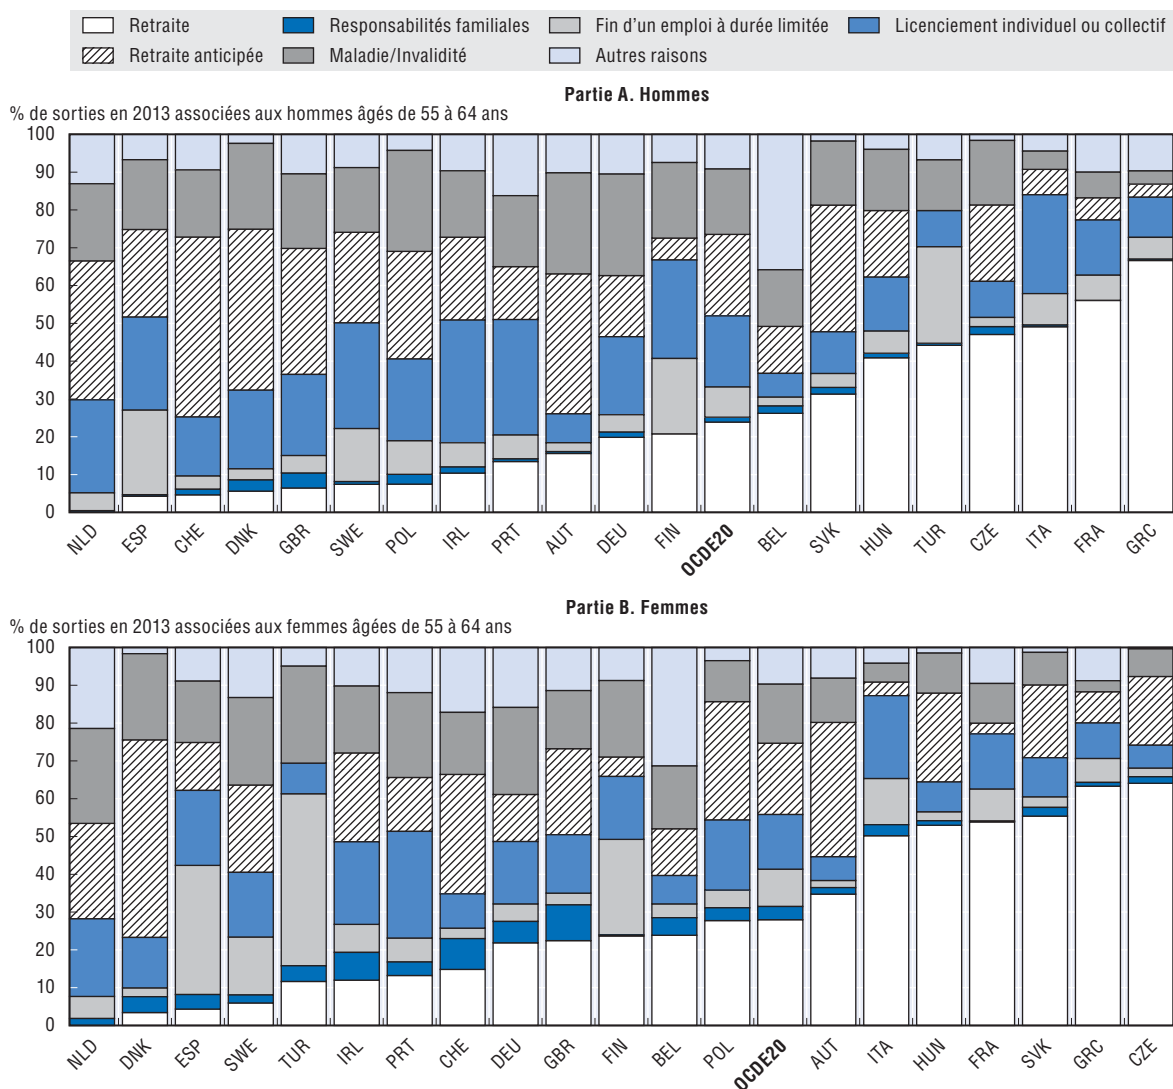 Retraite Responsabilités familiales Fin d'un emploi à durée limitée Licenciement individuel ou collectif
Retraite anticipée Maladie/Invalidité Autres raisons
Partie A. Hommes
% de sorties en 2013 associées aux hommes âgés de 55 à 64 ans
100
90
80
70
60
50
40
30
20
10
0
NLD ESP CHE DNK GBR SWE POL IRL PRT AUT DEU FIN OCDE20 BEL SVK HUN TUR CZE ITA FRA GRC
Partie B. Femmes
% de sorties en 2013 associées aux femmes âgées de 55 à 64 ans
100
90
80
70
60
50
40
30
20
10
0
NLD DNK ESP SWE TUR IRL PRT CHE DEU GBR FIN BEL POL OCDE20 AUT ITA HUN FRA SVK GRC CZE